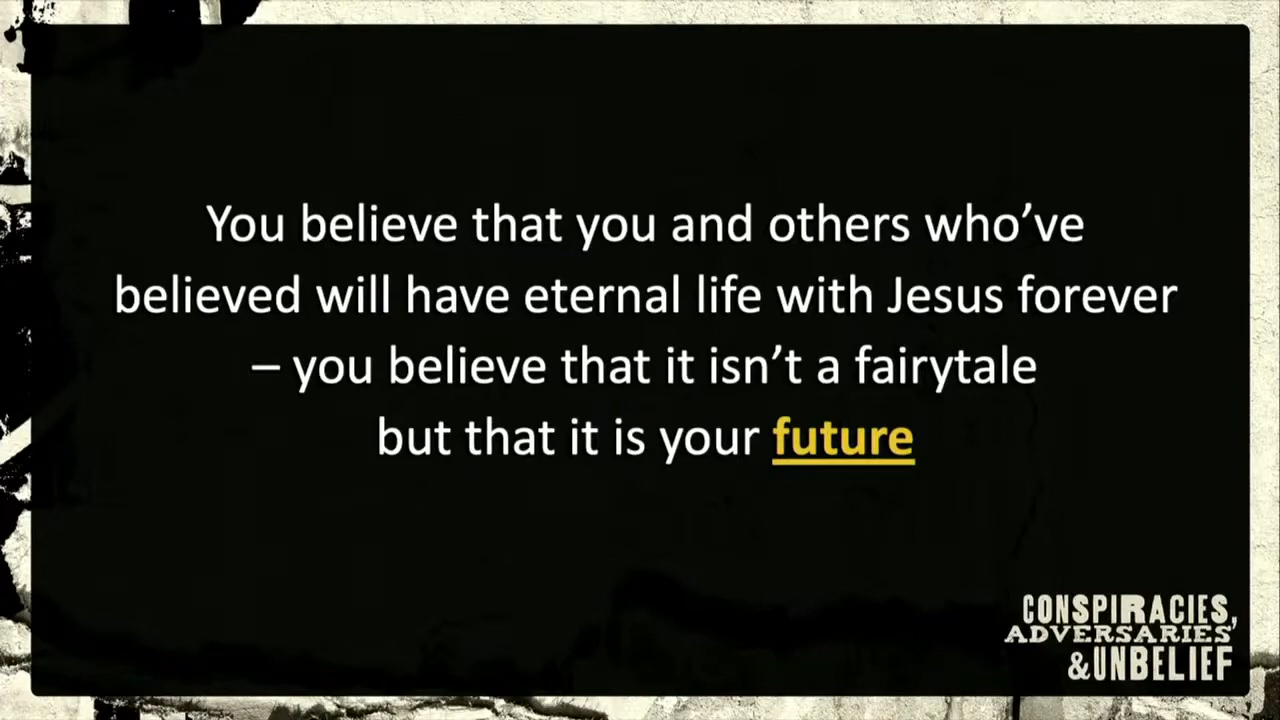 You believe that you and others who’ve
believed will have eternal life with Jesus forever
– you believe that it isn’t a fairytale
but that it is your future
CONSPIRACIES,
ADVERSARIES
&UNBELIEF